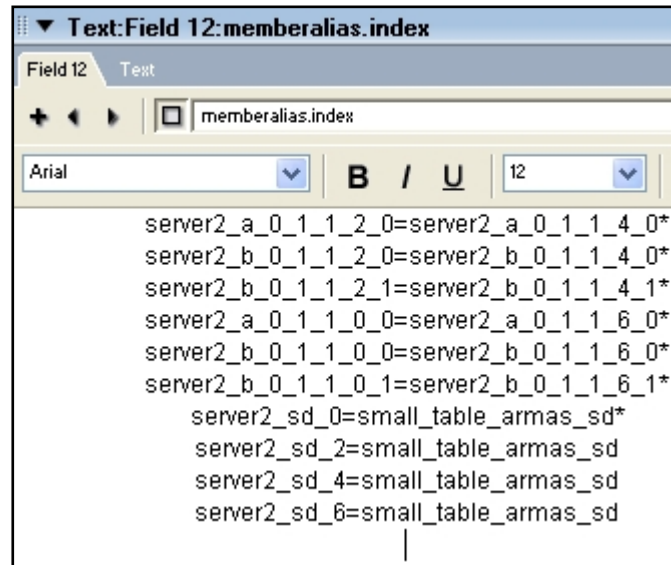 Text:Field 12:memberalias.index
Field 12 Text
memberalias.index
Arial B I U 12
server2_a_0_1_1_2_0=server2_a_0_1_1_4_0*
server2_b_0_1_1_2_0=server2_b_0_1_1_4_0*
server2_b_0_1_1_2_1=server2_b_0_1_1_4_1*
server2_a_0_1_1_0_0=server2_a_0_1_1_6_0*
server2_b_0_1_1_0_0=server2_b_0_1_1_6_0*
server2_b_0_1_1_0_1=server2_b_0_1_1_6_1*
server2_sd_0=small_table_armas_sd*
server2_sd_2=small_table_armas_sd
server2_sd_4=small_table_armas_sd
server2_sd_6=small_table_armas_sd